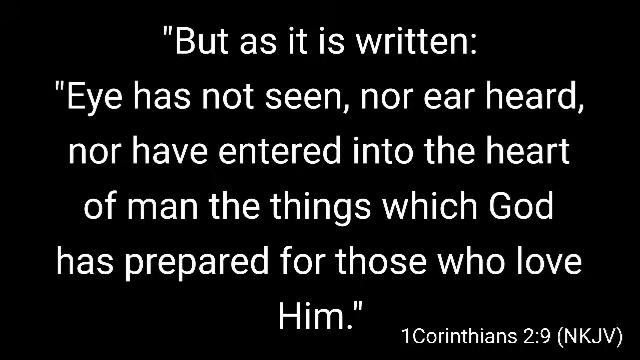 "But as it is written:
"Eye has not seen, nor ear heard,
nor have entered into the heart
of man the things which God
has prepared for those who love
Him."
1Corinthians 2:9 (NKJV)